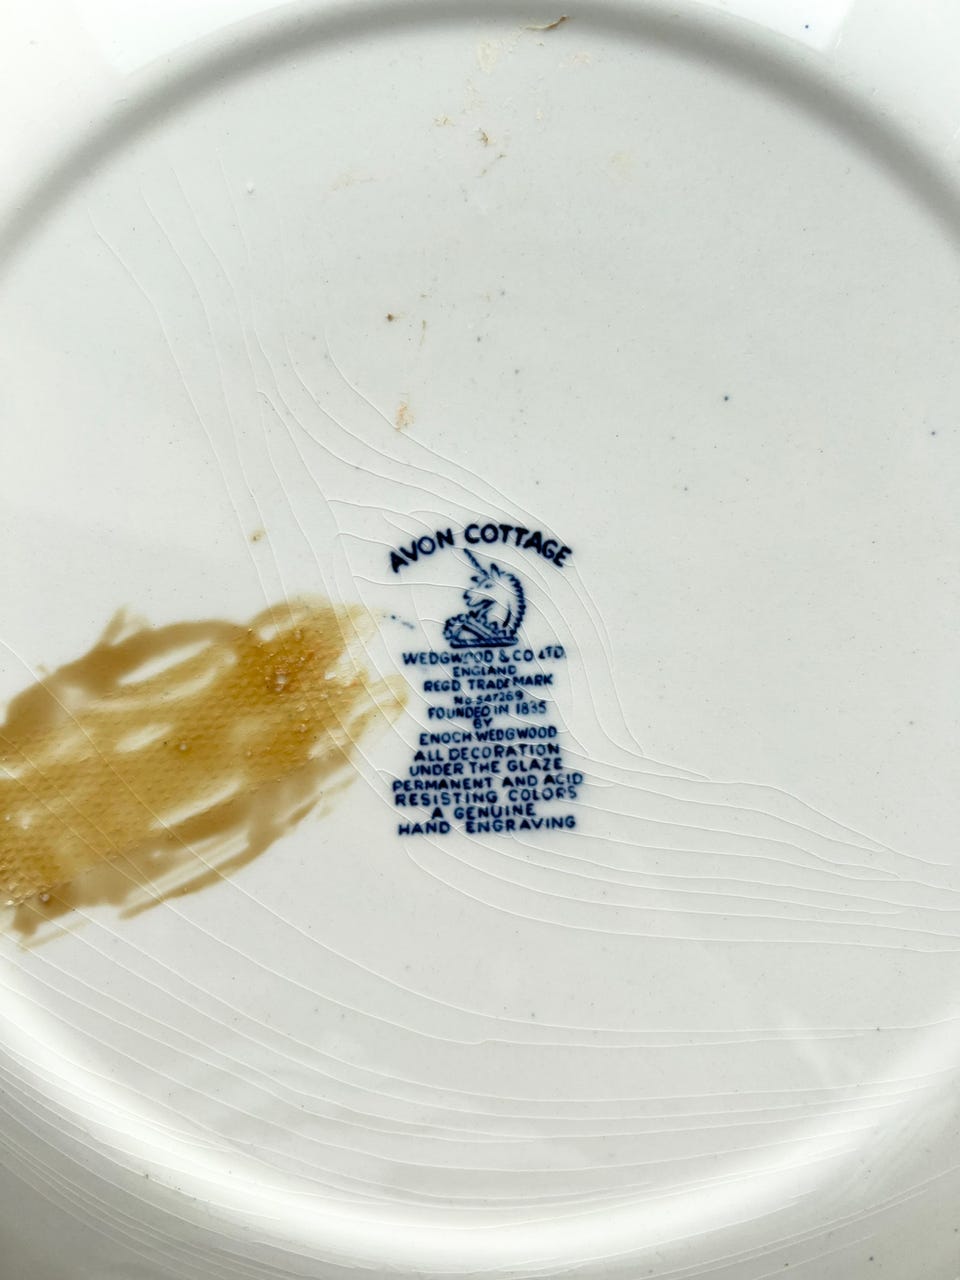 AVON COTTAGE
WEDGWOOD & CO LTD.
ENGLAND
REGD TRADE MARK
No 547269
FOUNDED IN 1835
BY
ENOCH WEDGWOOD
ALL DECORATION
UNDER THE GLAZE
PERMANENT AND ACID
RESISTING COLORS
A GENUINE
HAND ENGRAVING